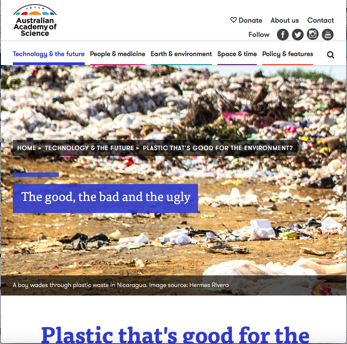 Australian
Academy of
Science
Donate About us Contact
Follow
Technology & the future People & medicine Earth & environment Space & time Policy & features
HOME » TECHNOLOGY & THE FUTURE » PLASTIC THAT'S GOOD FOR THE ENVIRONMENT?
The good, the bad and the ugly
A boy wades through plastic waste in Nicaragua. Image source: Hermes Rivera
Plastic that's good for the